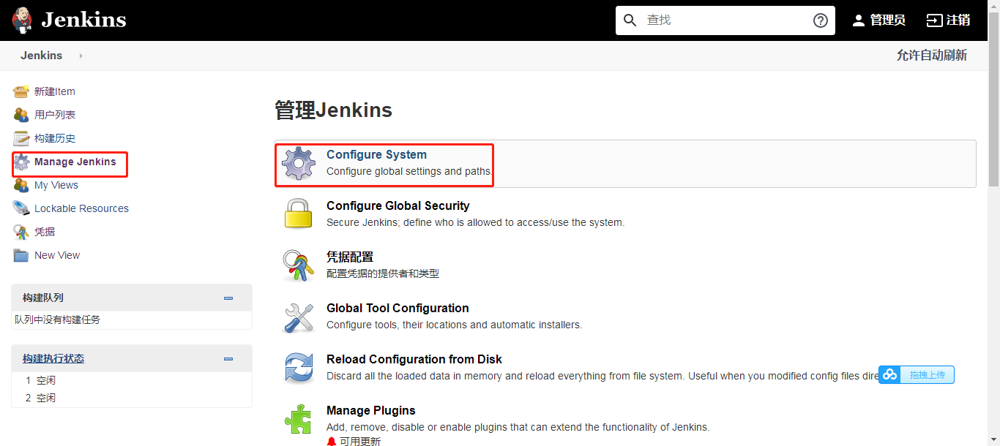 Jenkins
查找
管理员
注销
Jenkins
允许自动刷新
新建Item
用户列表
构建历史
Manage Jenkins
My Views
Lockable Resources
凭据
New View
构建队列
队列中没有构建任务
构建执行状态
1 空闲
2 空闲
管理Jenkins
Configure System
Configure global settings and paths.
Configure Global Security
Secure Jenkins; define who is allowed to access/use the system.
凭据配置
配置凭据的提供者和类型
Global Tool Configuration
Configure tools, their locations and automatic installers.
Reload Configuration from Disk
Discard all the loaded data in memory and reload everything from file system. Useful when you modified config files dire
拖拽上传
Manage Plugins
Add, remove, disable or enable plugins that can extend the functionality of Jenkins.
可用更新